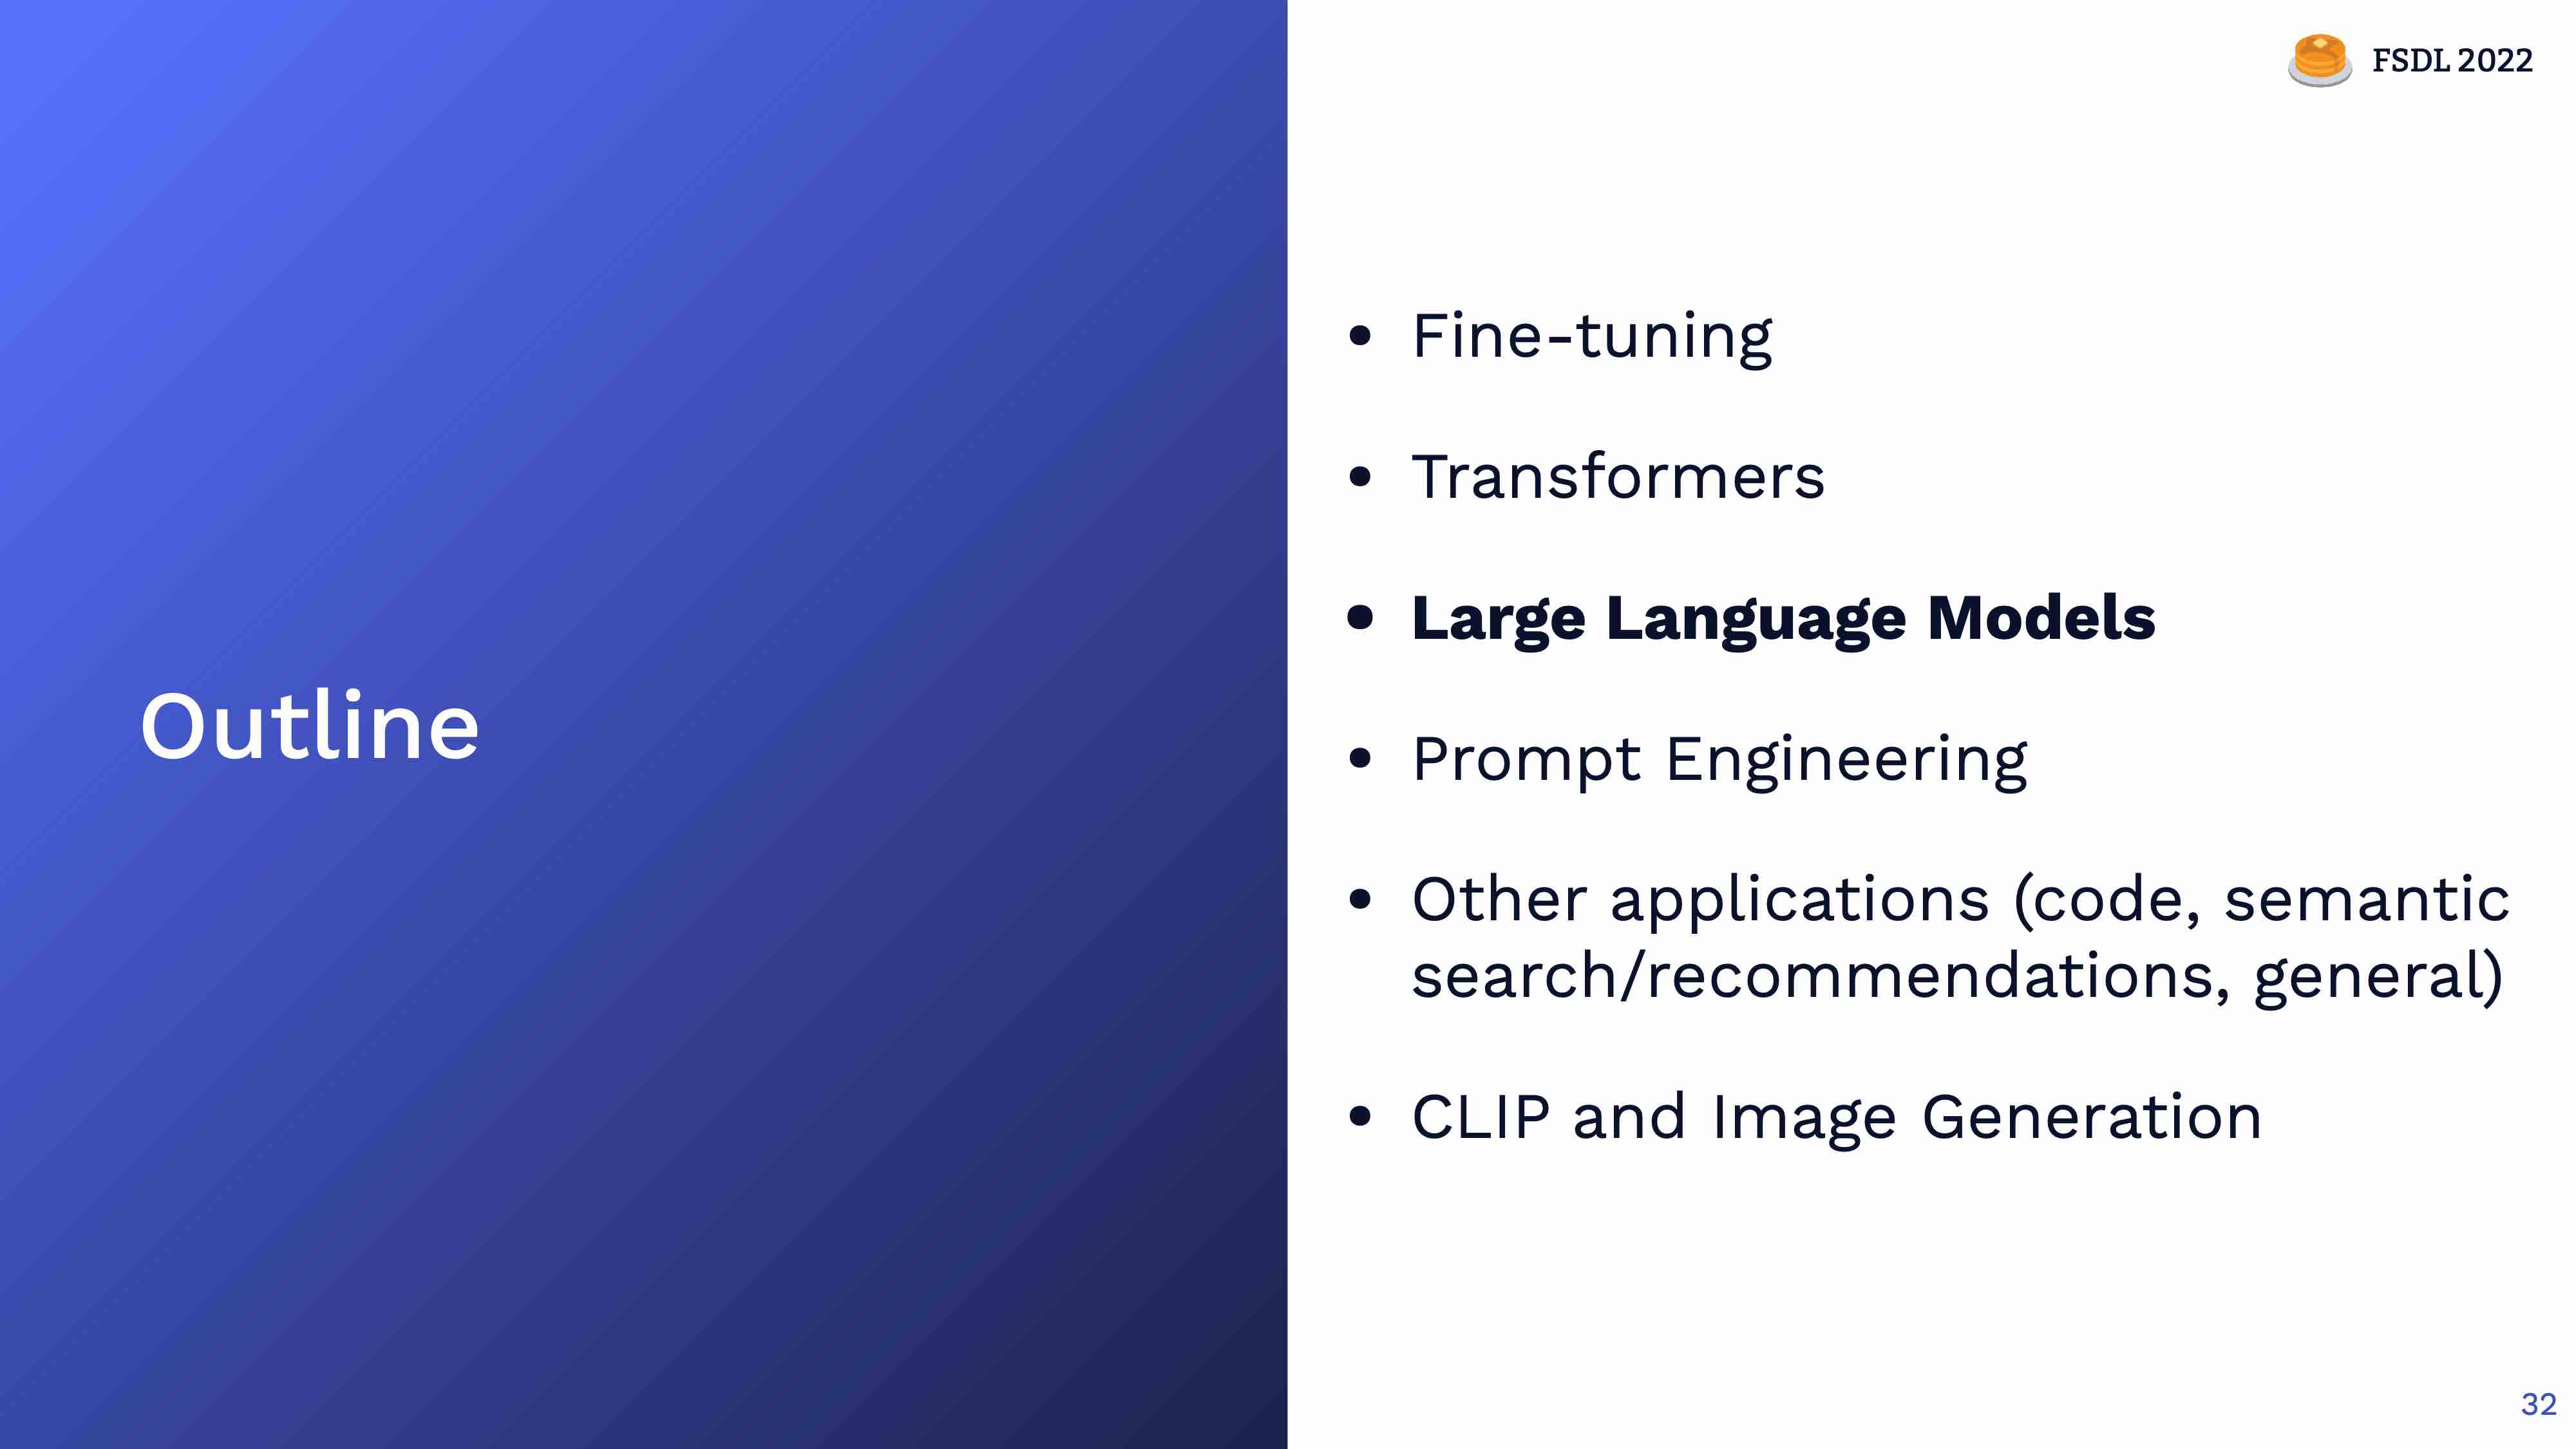 FSDL 2022
Outline
• Fine-tuning
• Transformers
• Large Language Models
• Prompt Engineering
• Other applications (code, semantic
search/recommendations, general)
• CLIP and Image Generation
32